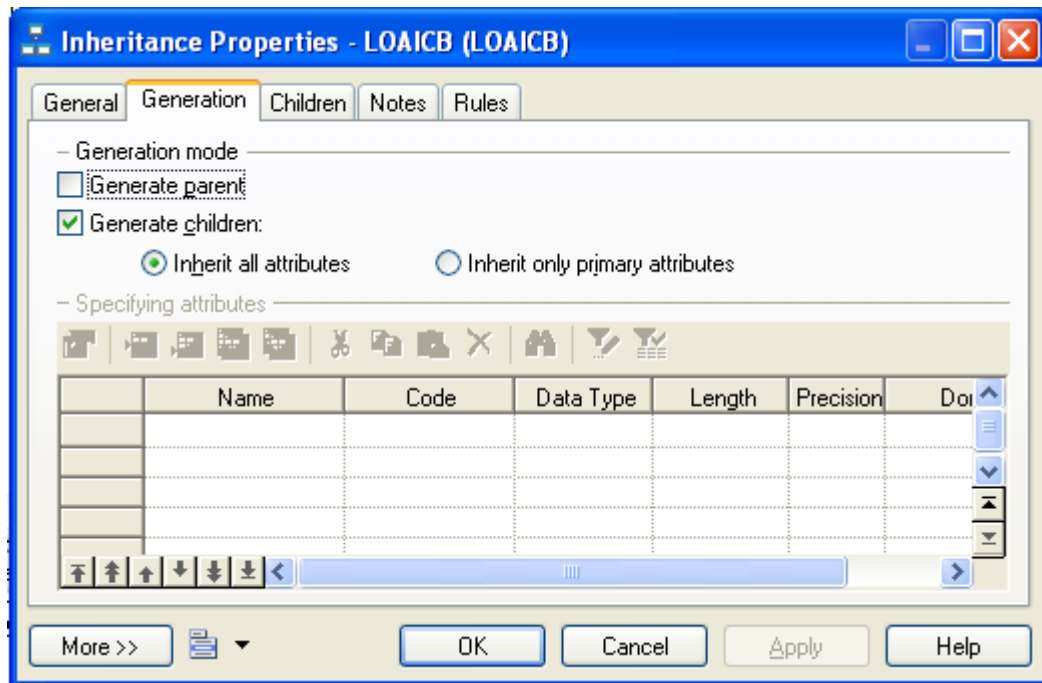 Inheritance Properties - LOAICB (LOAICB)
General Generation Children Notes Rules
Generation mode
Generate parent
Generate children:
Inherit all attributes Inherit only primary attributes
Specifying attributes
Name Code Data Type Length Precision Doi
More >> OK Cancel Apply Help